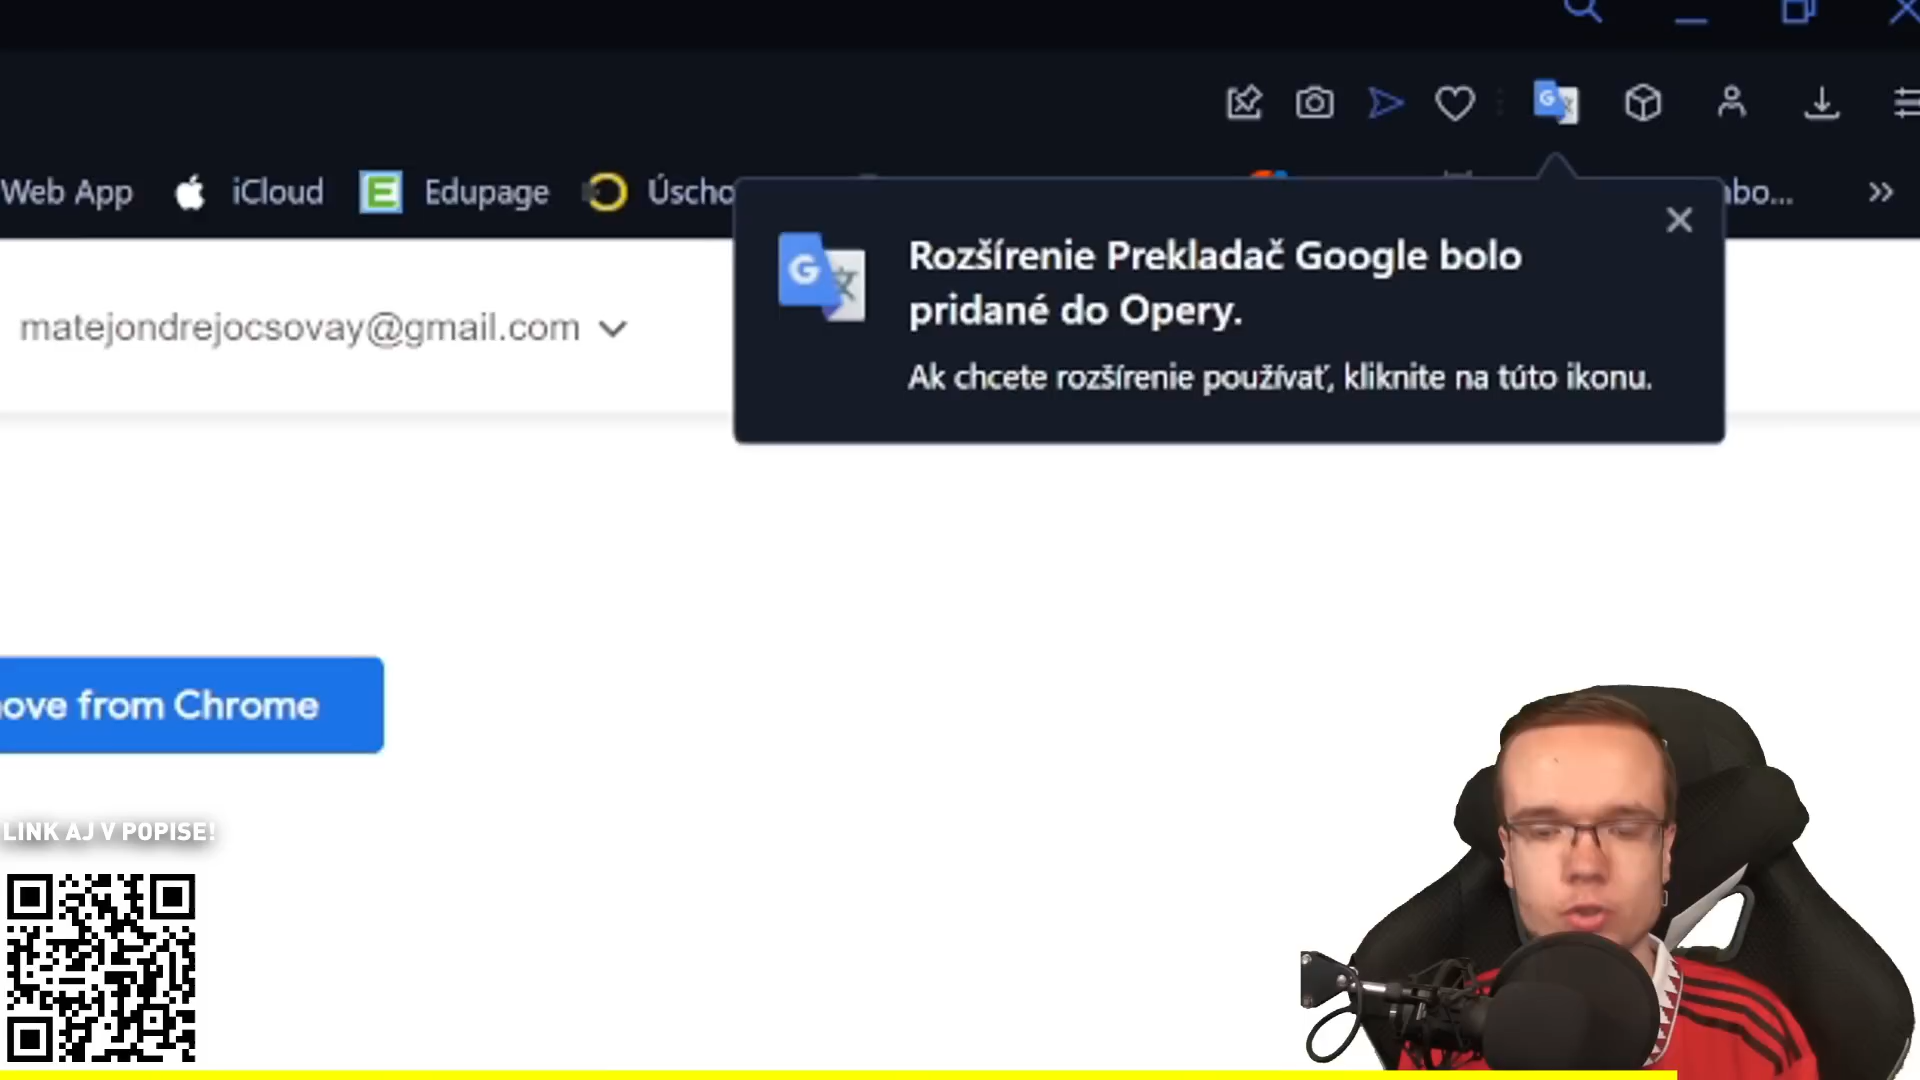 Web App iCloud Edupage Úscho
bo...
Rozšírenie Prekladač Google bolo
pridané do Opery.
Ak chcete rozšírenie používať, kliknite na túto ikonu.
matejondrejocsovay@gmail.com
ove from Chrome
LINK AJ V POPISE!